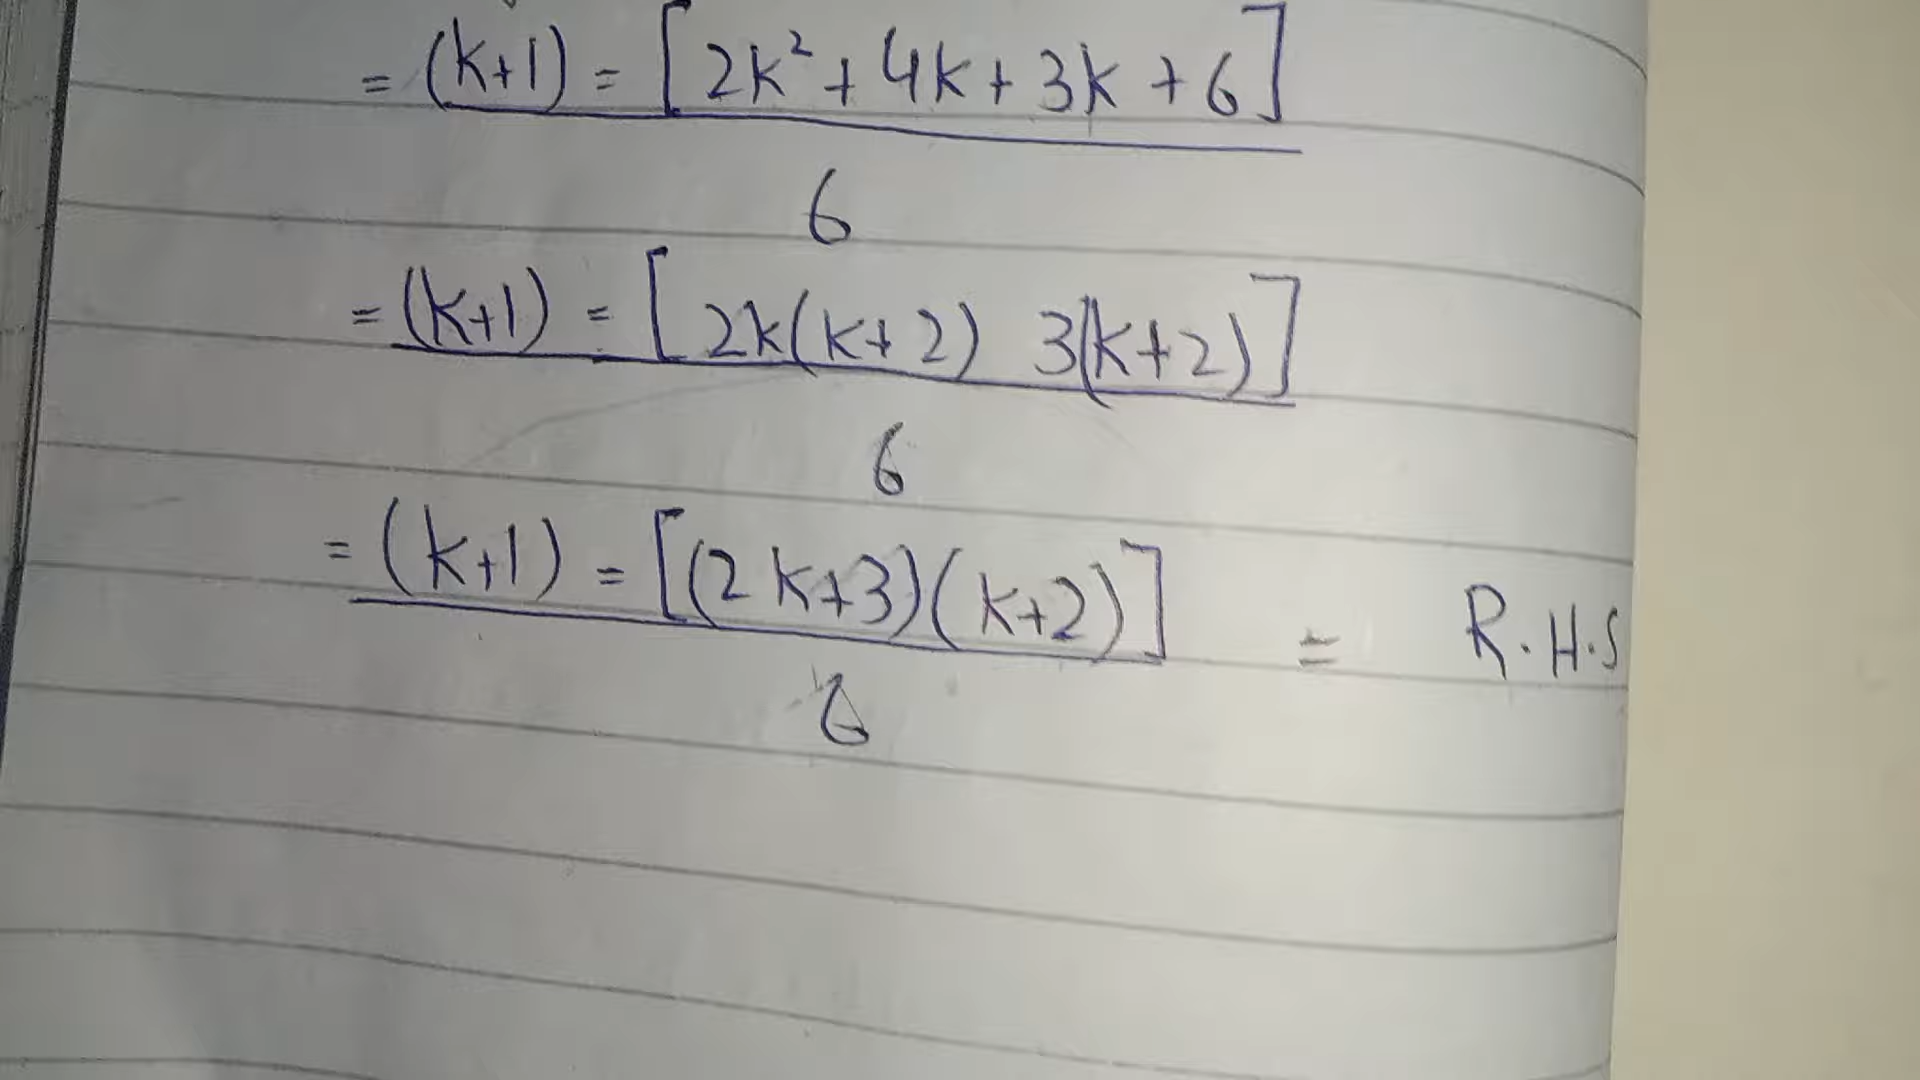 = (k+1) = [2k² + 4k + 3k + 6]
6
= (k+1) = [2k(k+2) 3(k+2)]
6
= (k+1) = [(2k+3)(k+2)] = R.H.S
6